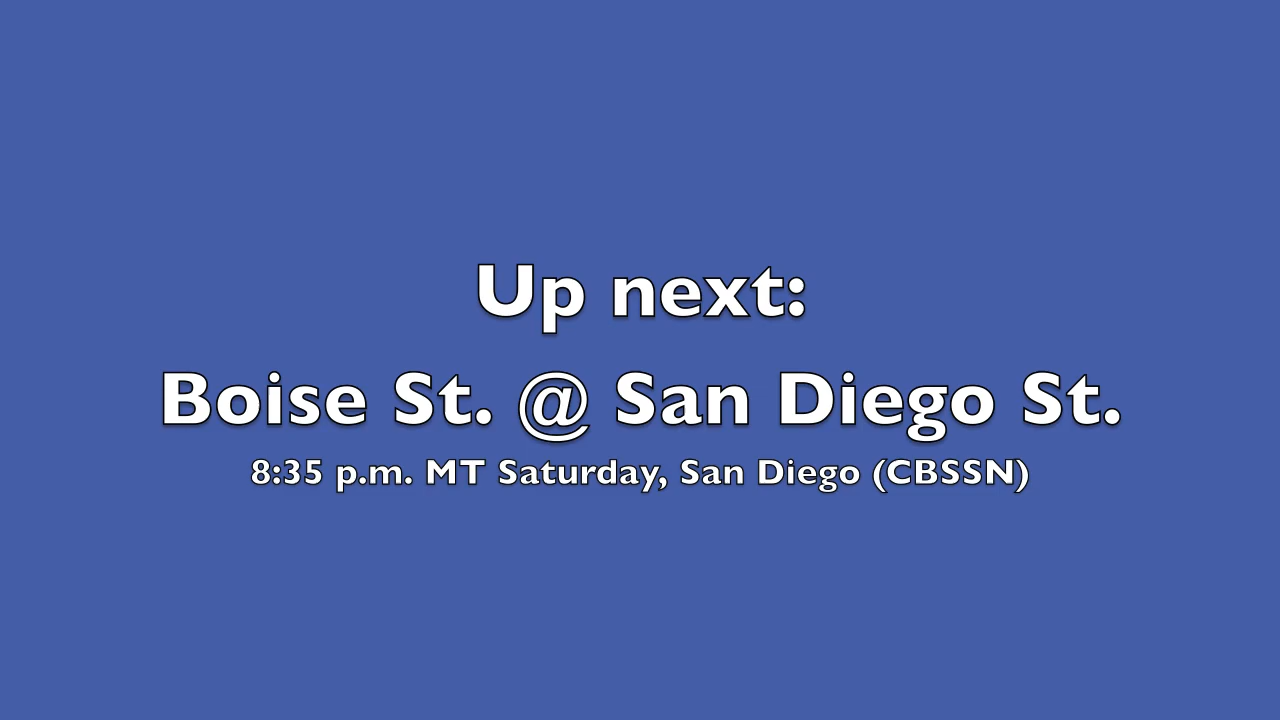 Up next:
Boise St. @ San Diego St.
8:35 p.m. MT Saturday, San Diego (CBSSN)